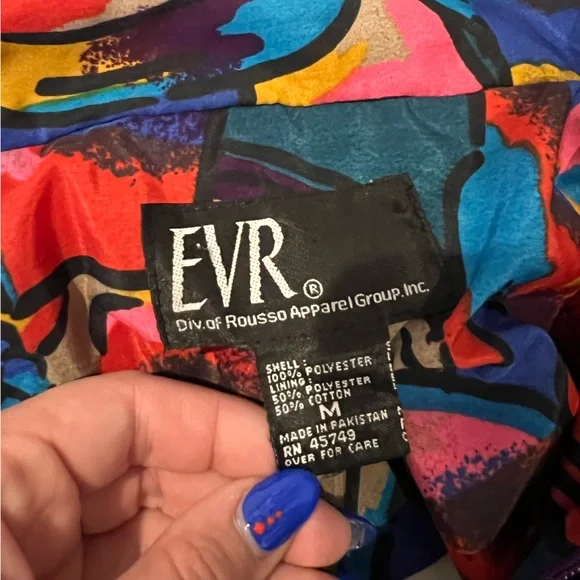 EVR®
Div. of Rousso Apparel Group, Inc.
SHELL:
100% POLYESTER
LINING:
50% POLYESTER
50% COTTON
M
MADE IN PAKISTAN
RN 45749
OVER FOR CARE